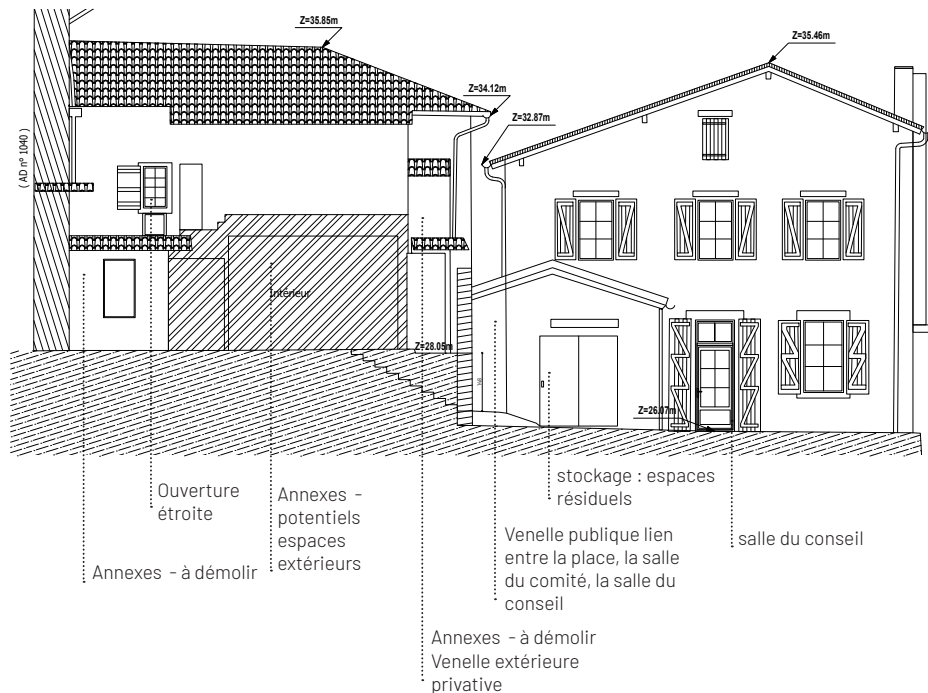 Z=35.85m
Z=35.46m
Z=34.12m
Z=32.87m
( AD nº 1040 )
Intérieur
Z=28.05m
Z=26.07m
Ouverture
étroite
Annexes -
potentiels
espaces
extérieurs
Annexes - à démolir
stockage : espaces
résiduels
Venelle publique lien
entre la place, la salle
du comité, la salle du
conseil
salle du conseil
Annexes - à démolir
Venelle extérieure
privative